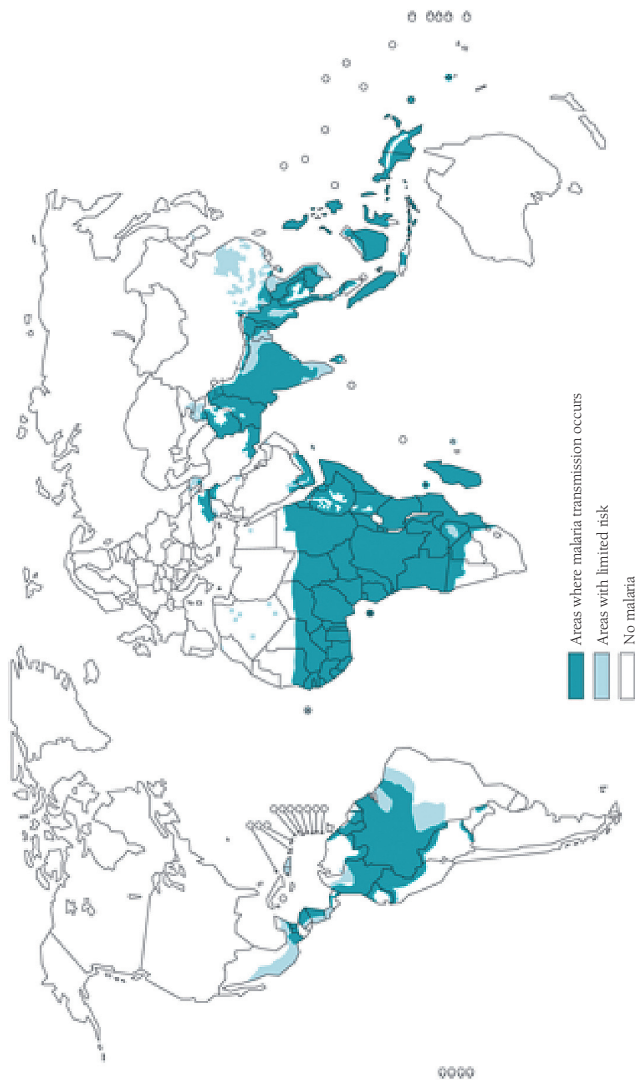 Areas where malaria transmission occurs
Areas with limited risk
No malaria